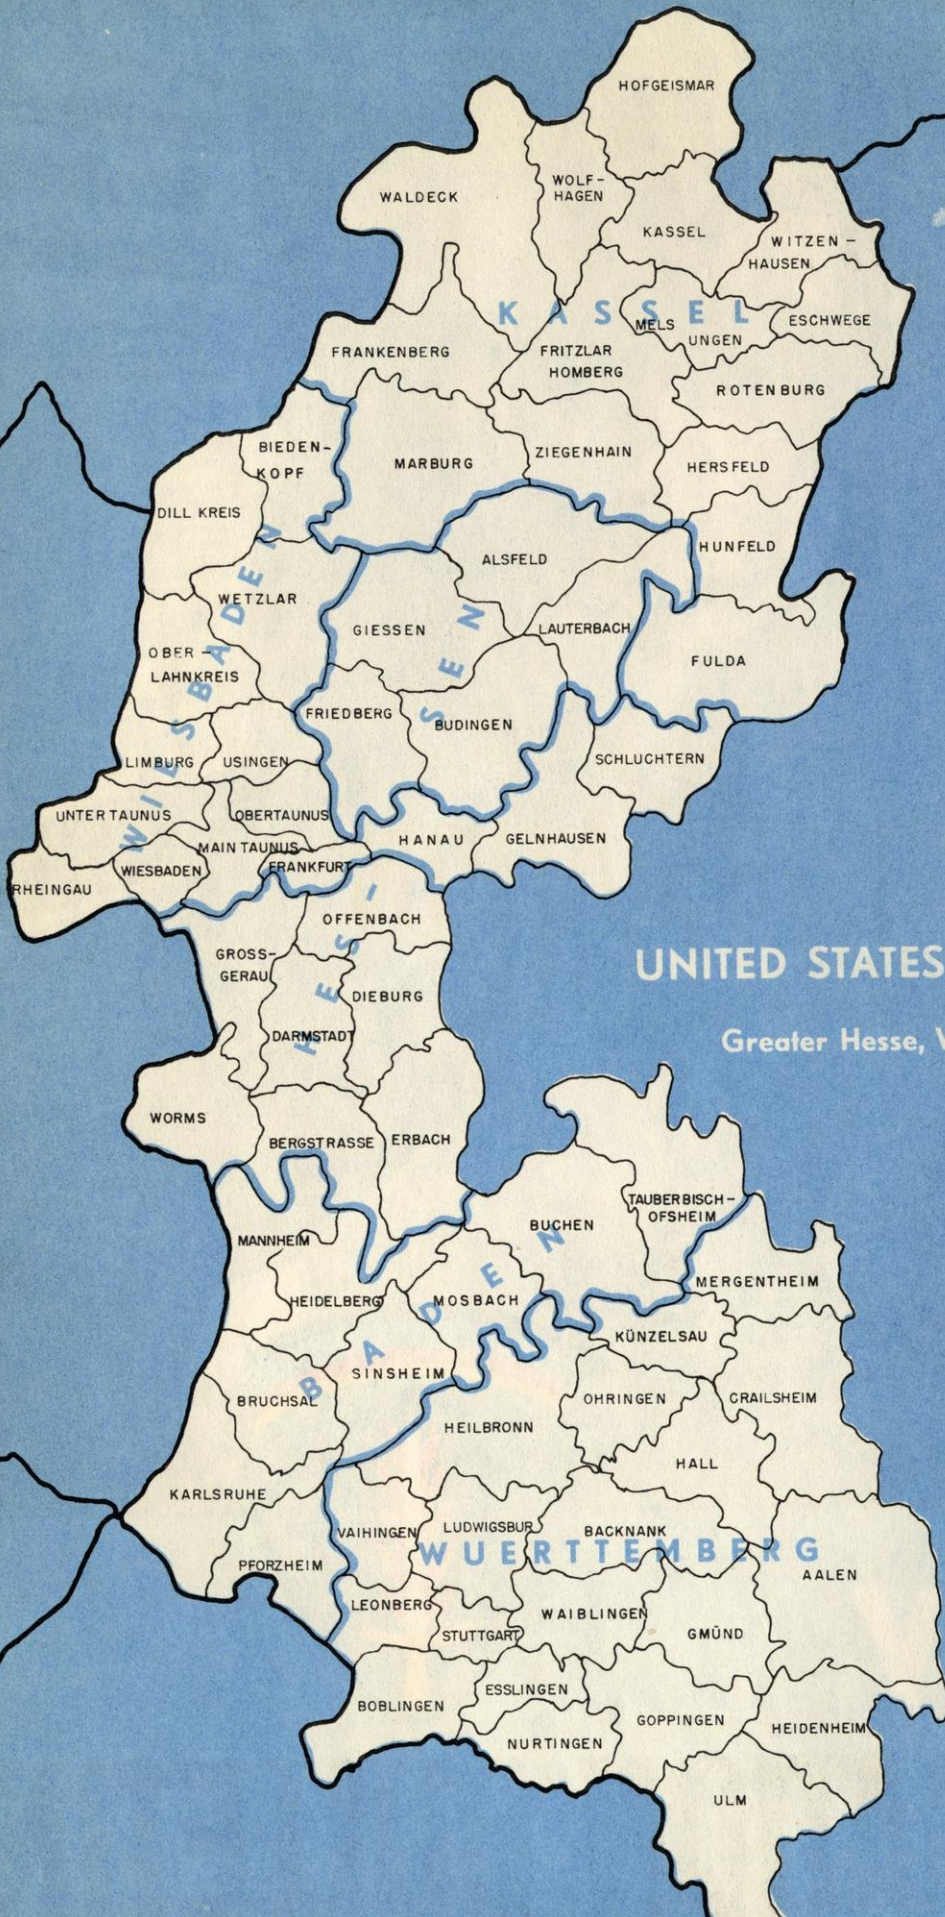 HOFGEISMAR
WALDECK
WOLF-
HAGEN
KASSEL
WITZEN-
HAUSEN
KASSEL
MELS
UNGEN
ESCHWEGE
FRANKENBERG
FRITZLAR
HOMBERG
ROTENBURG
BIEDEN-
KOPF
MARBURG
ZIEGENHAIN
HERSFELD
DILL KREIS
HUNFELD
ALSFELD
WETZLAR
GIESSEN
LAUTERBACH
OBER-
LAHNKREIS
FULDA
WIESBADEN
FRIEDBERG
BUDINGEN
LIMBURG
USINGEN
SCHLUCHTERN
UNTERTAUNUS
OBERTAUNUS
MAIN TAUNUS
HANAU
GELNHAUSEN
RHEINGAU
WIESBADEN
FRANKFURT
OFFENBACH
HESSEN
GROSS-
GERAU
DIEBURG
DARMSTADT
UNITED STATES
Greater Hesse,
WORMS
BERGSTRASSE
ERBACH
TAUBERBISCH-
OFSHEIM
BUCHEN
MANNHEIM
MERGENTHEIM
HEIDELBERG
MOSBACH
BADEN
KÜNZELSAU
SINSHEIM
BRUCHSAL
OHRINGEN
CRAILSHEIM
HEILBRONN
HALL
KARLSRUHE
VAIHINGEN
LUDWIGSBUR
BACKNANK
WUERTTEMBERG
PFORZHEIM
AALEN
LEONBERG
STUTTGART
WAIBLINGEN
GMÜND
BOBLINGEN
ESSLINGEN
GOPPINGEN
HEIDENHEIM
NURTINGEN
ULM